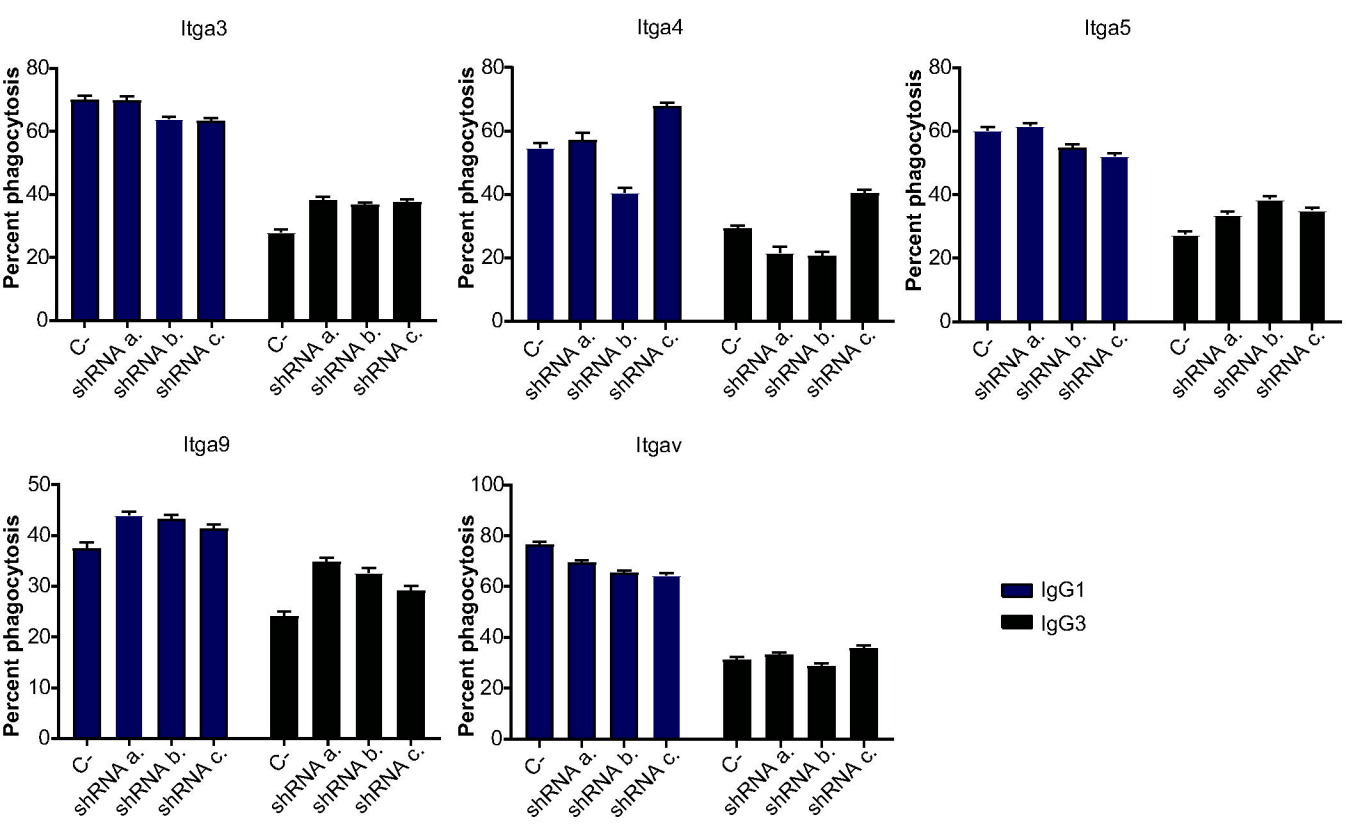 Itga3
Percent phagocytosis
80
60
40
20
0
C-
shRNA a.
shRNA b.
shRNA c.
C-
shRNA a.
shRNA b.
shRNA c.
Itga4
Percent phagocytosis
80
60
40
20
0
C-
shRNA a.
shRNA b.
shRNA c.
C-
shRNA a.
shRNA b.
shRNA c.
Itga5
Percent phagocytosis
80
60
40
20
0
C-
shRNA a.
shRNA b.
shRNA c.
C-
shRNA a.
shRNA b.
shRNA c.
Itga9
Percent phagocytosis
50
40
30
20
10
0
C-
shRNA a.
shRNA b.
shRNA c.
C-
shRNA a.
shRNA b.
shRNA c.
Itgav
Percent phagocytosis
100
80
60
40
20
0
C-
shRNA a.
shRNA b.
shRNA c.
C-
shRNA a.
shRNA b.
shRNA c.
IgG1
IgG3